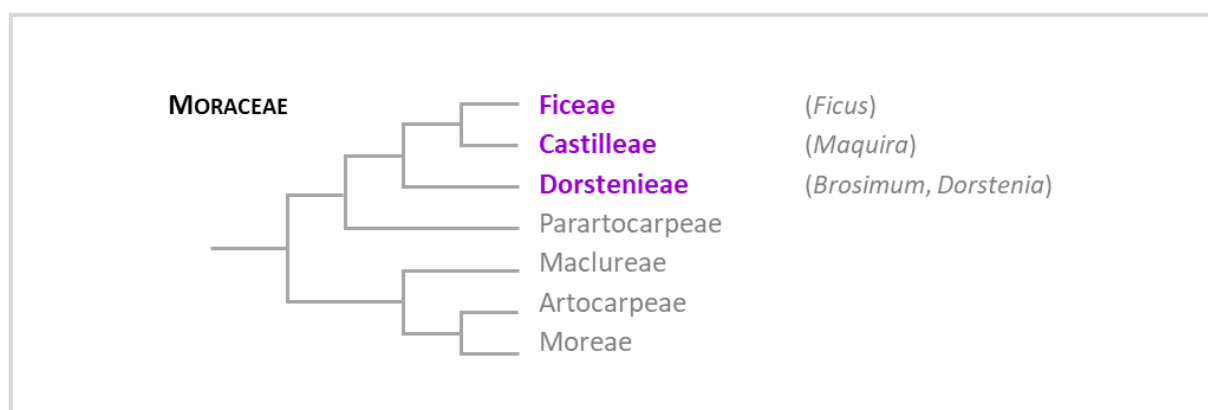 MORACEAE Ficeae (Ficus)
Castilleae (Maquira)
Dorstenieae (Brosimum, Dorstenia)
Parartocarpeae
Maclureae
Artocarpeae
Moreae